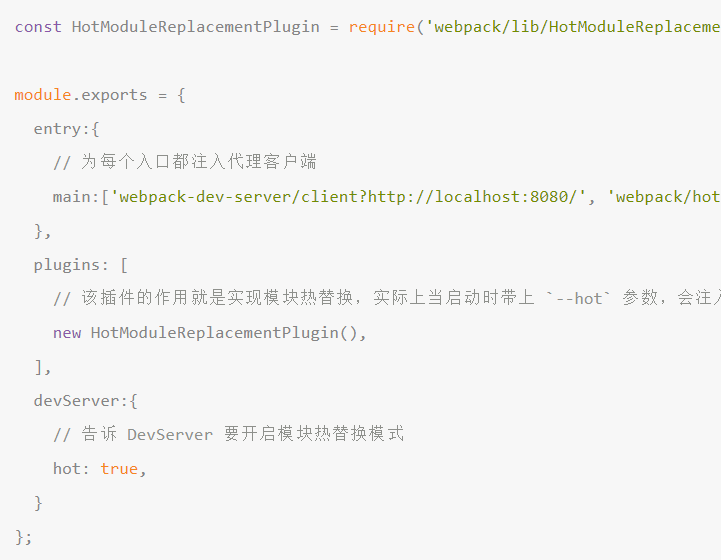 const HotModuleReplacementPlugin = require('webpack/lib/HotModuleReplaceme
module.exports = {
entry:{
// 为每个入口都注入代理客户端
main:['webpack-dev-server/client?http://localhost:8080/', 'webpack/hot
},
plugins: [
// 该插件的作用就是实现模块热替换，实际上当启动时带上 `--hot` 参数，会注入
new HotModuleReplacementPlugin(),
],
devServer:{
// 告诉 DevServer 要开启模块热替换模式
hot: true,
}
};